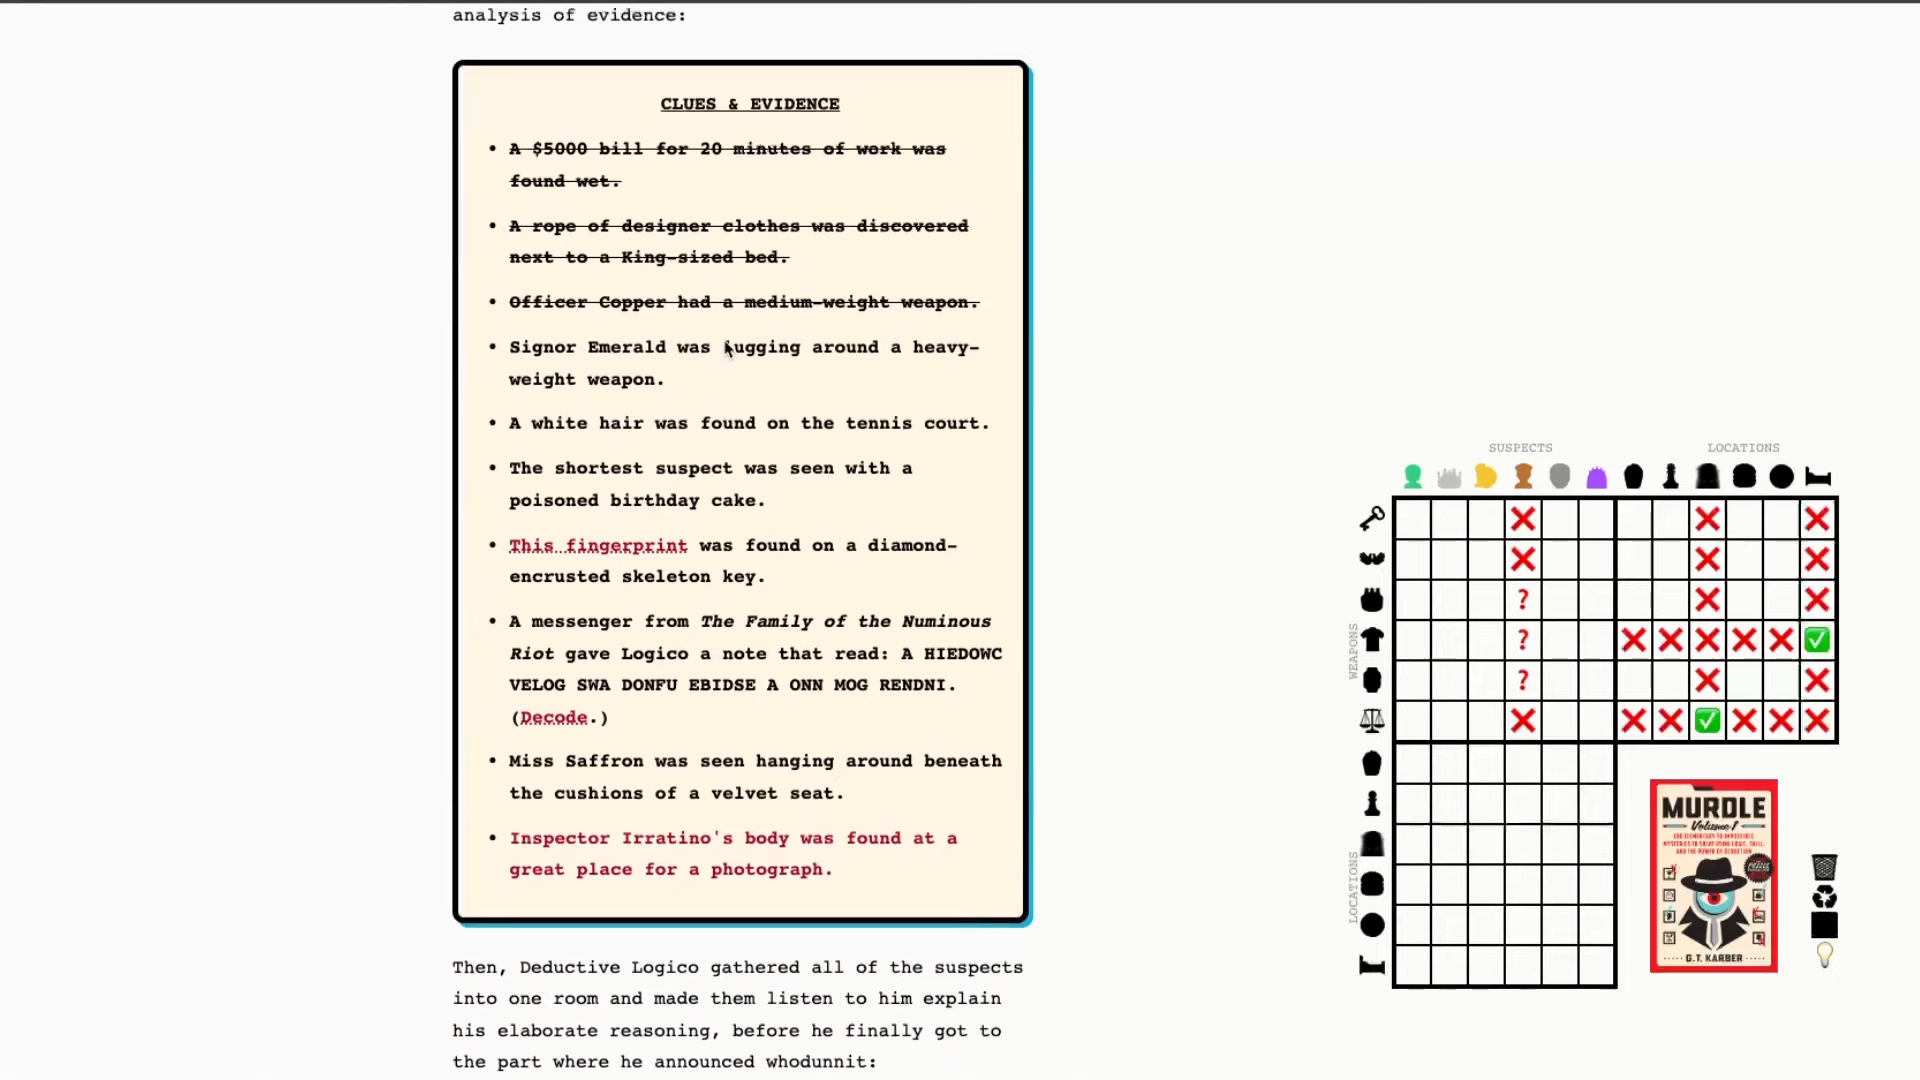 analysis of evidence:
CLUES & EVIDENCE
• A $5000 bill for 20 minutes of work was
found wet.
• A rope of designer clothes was discovered
next to a King-sized bed.
• Officer Copper had a medium-weight weapon.
• Signor Emerald was lugging around a heavy-
weight weapon.
• A white hair was found on the tennis court.
• The shortest suspect was seen with a
poisoned birthday cake.
• This fingerprint was found on a diamond-
encrusted skeleton key.
• A messenger from The Family of the Numinous
Riot gave Logico a note that read: A HIEDOWC
VELOG SWA DONFU EBIDSE A ONN MOG RENDNI.
(Decode.)
• Miss Saffron was seen hanging around beneath
the cushions of a velvet seat.
• Inspector Irratino's body was found at a
great place for a photograph.
Then, Deductive Logico gathered all of the suspects
into one room and made them listen to him explain
his elaborate reasoning, before he finally got to
the part where he announced whodunnit:
SUSPECTS
LOCATIONS
WEAPONS
?
?
?
LOCATIONS
MURDLE
Volume 1
G.T. KARBER